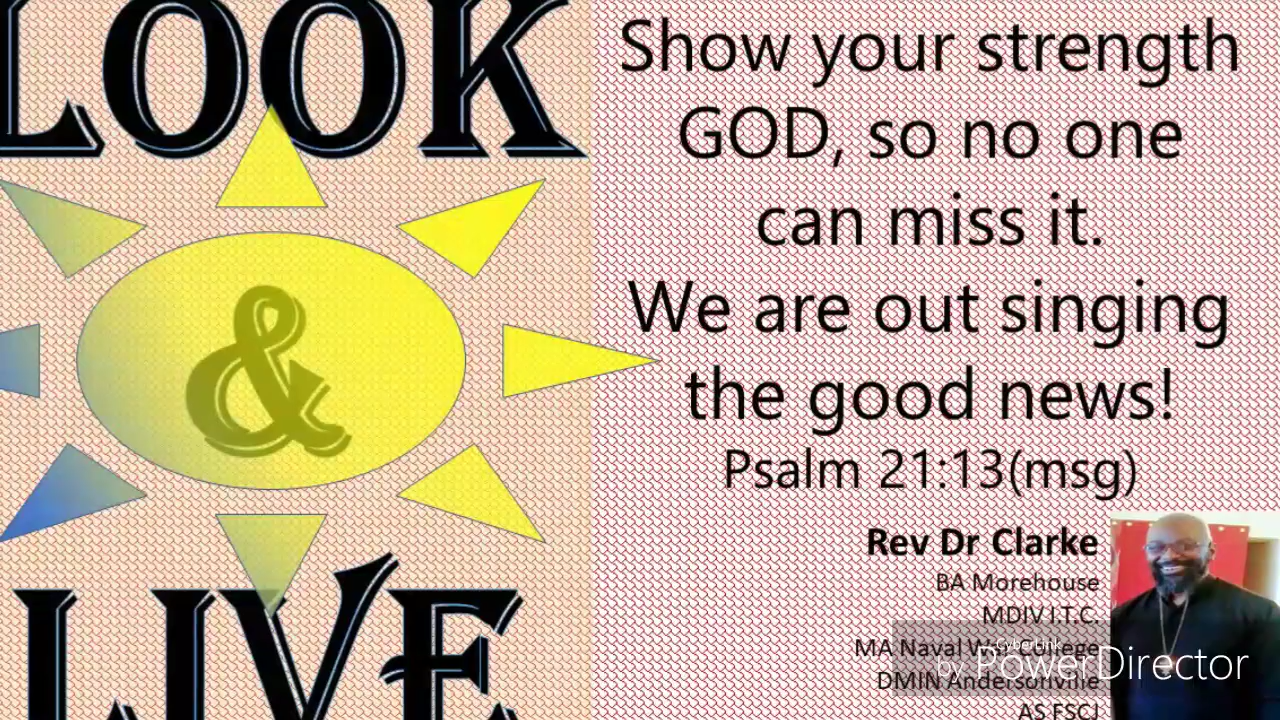 LOOK
&
LIVE
Show your strength
GOD, so no one
can miss it.
We are out singing
the good news!
Psalm 21:13(msg)
Rev Dr Clarke
BA Morehouse
MDIV I.T.C.
MA Naval War College
DMIN Andersonville
AS FSCJ
CyberLink
by PowerDirector